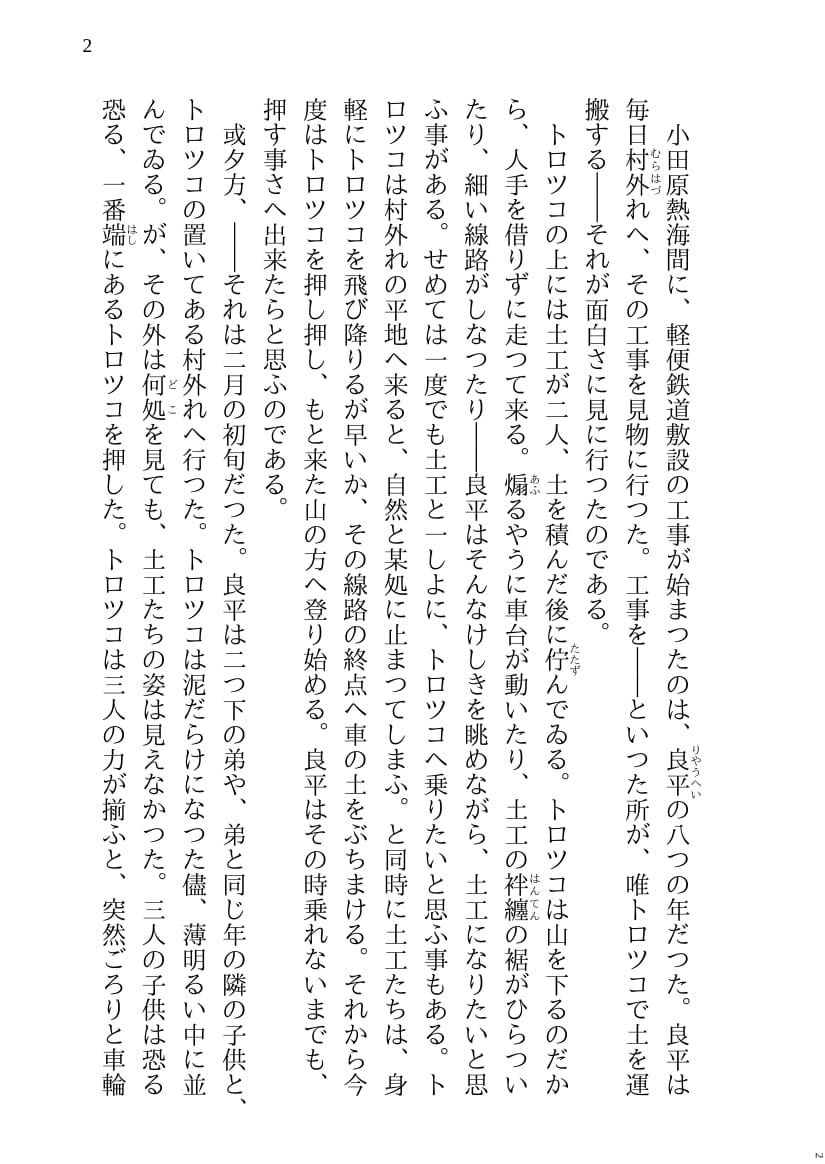 2
小田原熱海間に、軽便鉄道敷設の工事が始まつたのは、良平の八つの年だつた。良平は
りやうへい
毎日村外れへ、その工事を見物に行つた。工事を――といつた所が、唯トロツコで土を運
むらはづ
搬する――それが面白さに見に行つたのである。
トロツコの上には土工が二人、土を積んだ後に佇んでゐる。トロツコは山を下るのだか
たたず
ら、人手を借りずに走つて来る。煽るやうに車台が動いたり、土工の袢纏の裾がひらつい
あふ
はんてん
たり、細い線路がしなつたり――良平はそんなけしきを眺めながら、土工になりたいと思
ふ事がある。せめては一度でも土工と一しよに、トロツコへ乗りたいと思ふ事もある。ト
ロツコは村外れの平地へ来ると、自然と某処に止まつてしまふ。と同時に土工たちは、身
軽にトロツコを飛び降りるが早いか、その線路の終点へ車の土をぶちまける。それから今
度はトロツコを押し押し、もと来た山の方へ登り始める。良平はその時乗れないまでも、
押す事さへ出来たらと思ふのである。
或夕方、――それは二月の初旬だつた。良平は二つ下の弟や、弟と同じ年の隣の子供と、
トロツコの置いてある村外れへ行つた。トロツコは泥だらけになつた儘、薄明るい中に並
んでゐる。が、その外は何処を見ても、土工たちの姿は見えなかつた。三人の子供は恐る
どこ
恐る、一番端にあるトロツコを押した。トロツコは三人の力が揃ふと、突然ごろりと車輪
はし
2